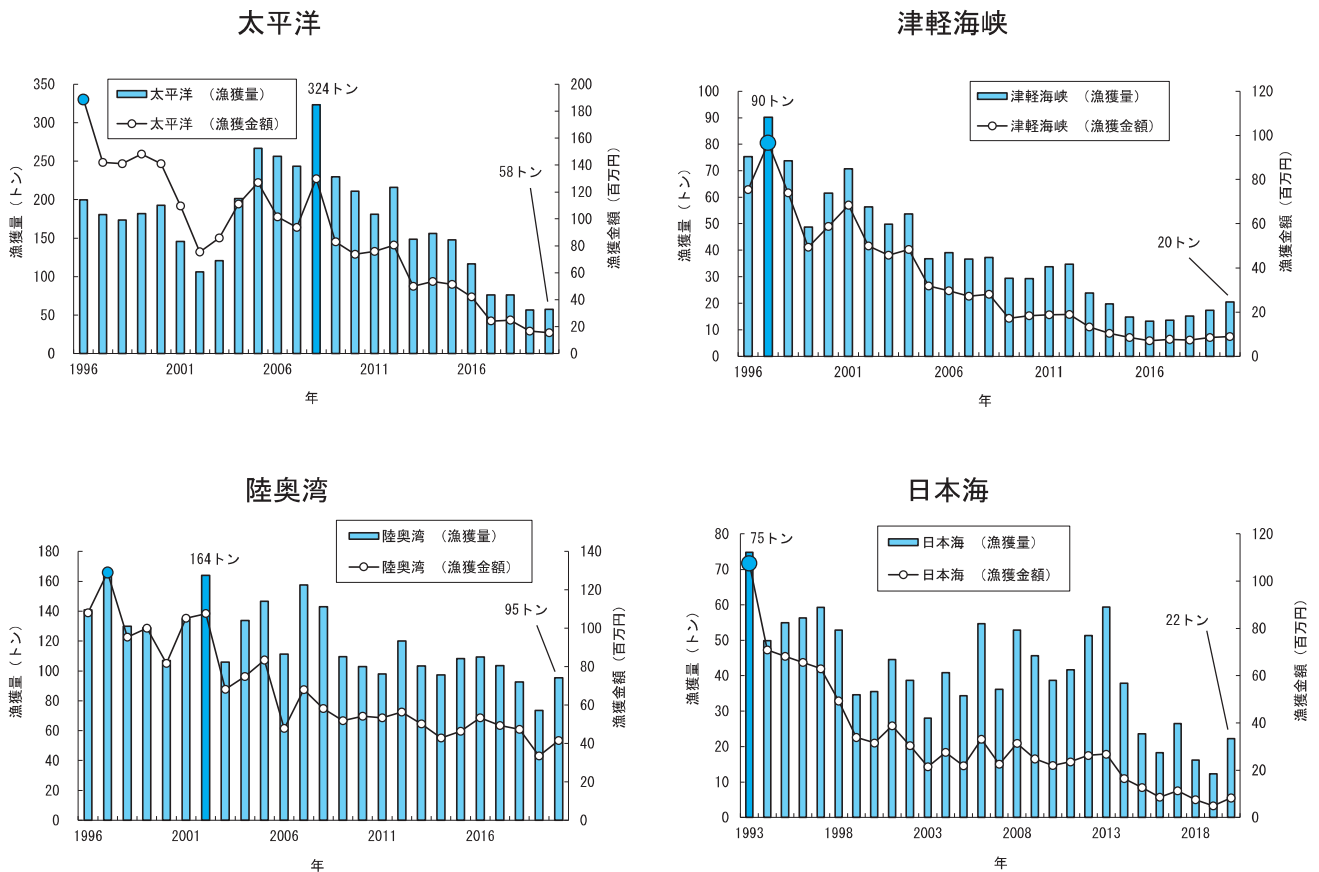 太平洋
太平洋 （漁獲量）
太平洋 （漁獲金額）
324トン
58トン
漁獲量（トン）
350
300
250
200
150
100
50
0
漁獲金額（百万円）
200
180
160
140
120
100
80
60
40
20
0
1996 2001 2006 2011 2016
年
津軽海峡
津軽海峡 （漁獲量）
津軽海峡 （漁獲金額）
90トン
20トン
漁獲量（トン）
100
90
80
70
60
50
40
30
20
10
0
漁獲金額（百万円）
120
100
80
60
40
20
0
1996 2001 2006 2011 2016
年
陸奥湾
陸奥湾 （漁獲量）
陸奥湾 （漁獲金額）
164トン
95トン
漁獲量（トン）
180
160
140
120
100
80
60
40
20
0
漁獲金額（百万円）
140
120
100
80
60
40
20
0
1996 2001 2006 2011 2016
年
日本海
日本海 （漁獲量）
日本海 （漁獲金額）
75トン
22トン
漁獲量（トン）
80
70
60
50
40
30
20
10
0
漁獲金額（百万円）
120
100
80
60
40
20
0
1993 1998 2003 2008 2013 2018
年